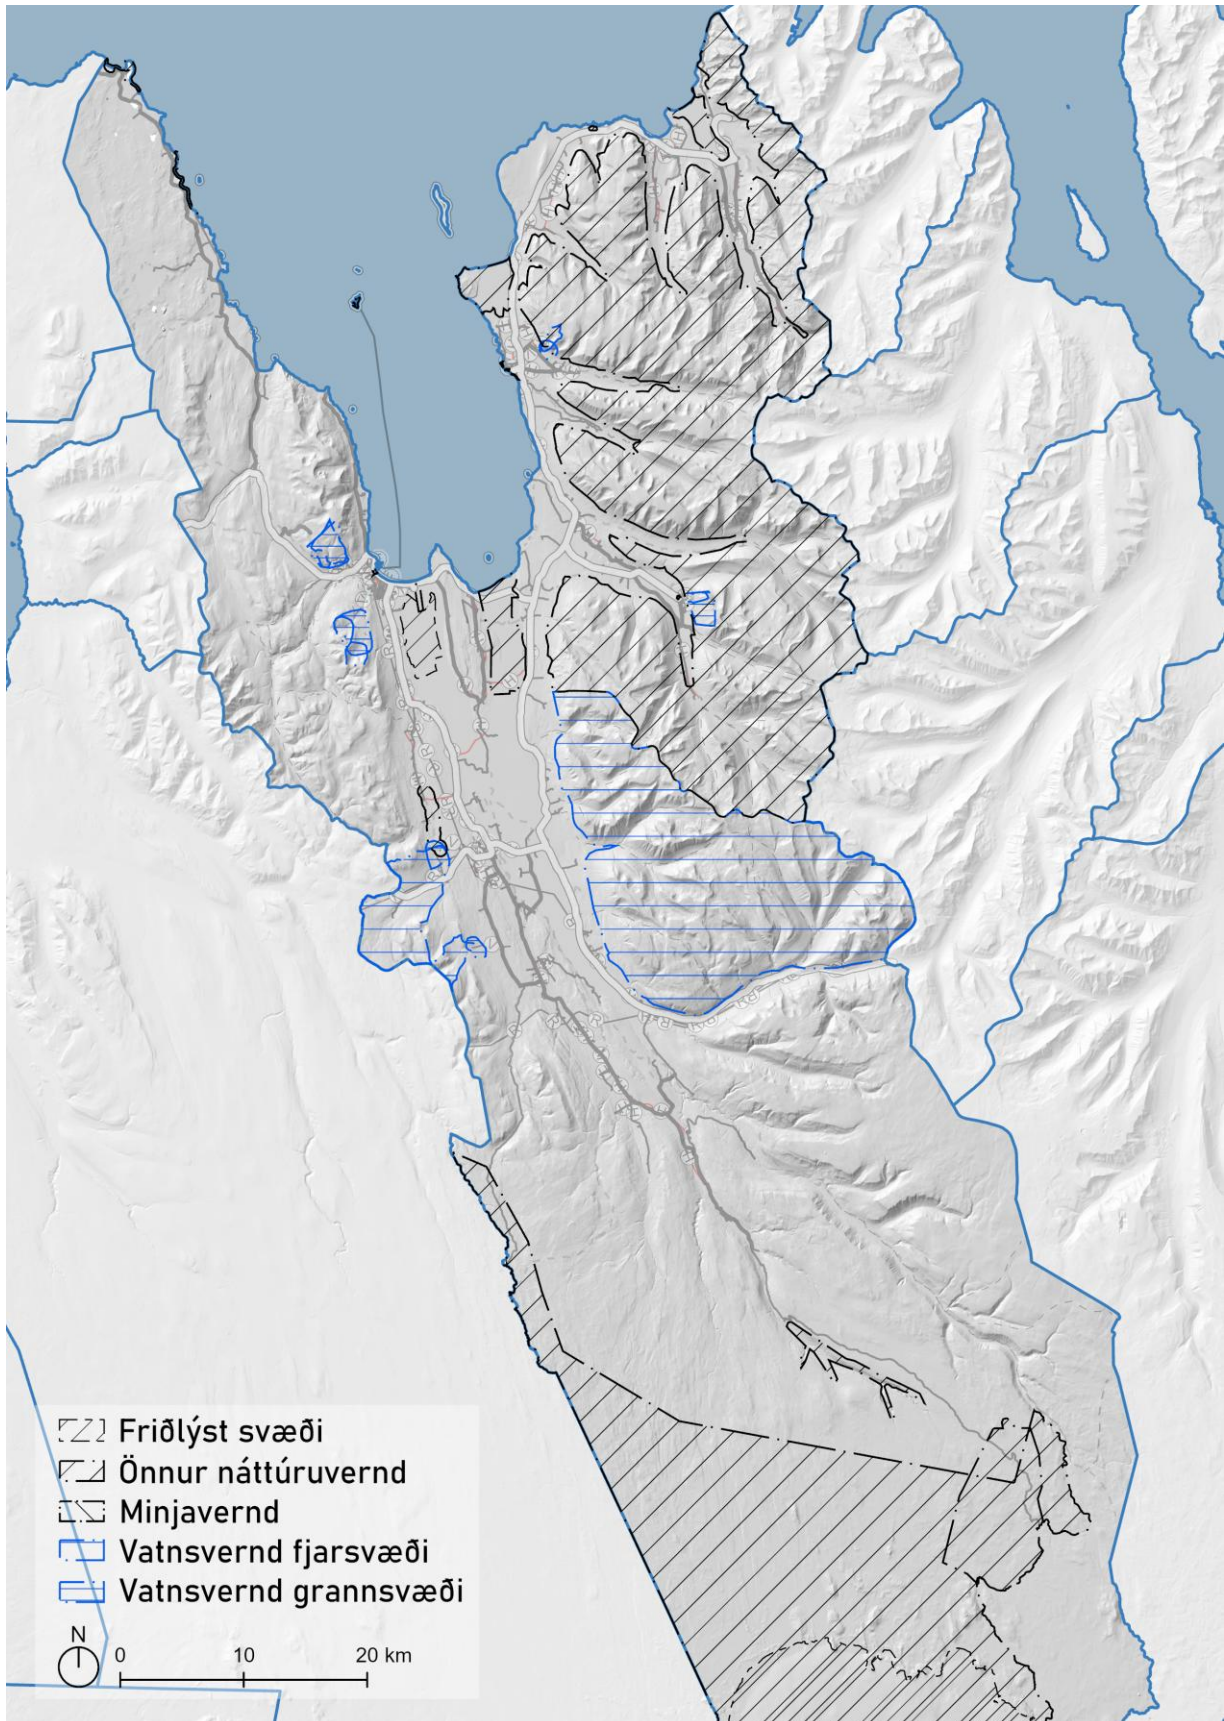 Friðlýst svæði
Önnur náttúruvernd
Minjavernd
Vatnsvernd fjarsvæði
Vatnsvernd grannsvæði
N
0 10 20 km